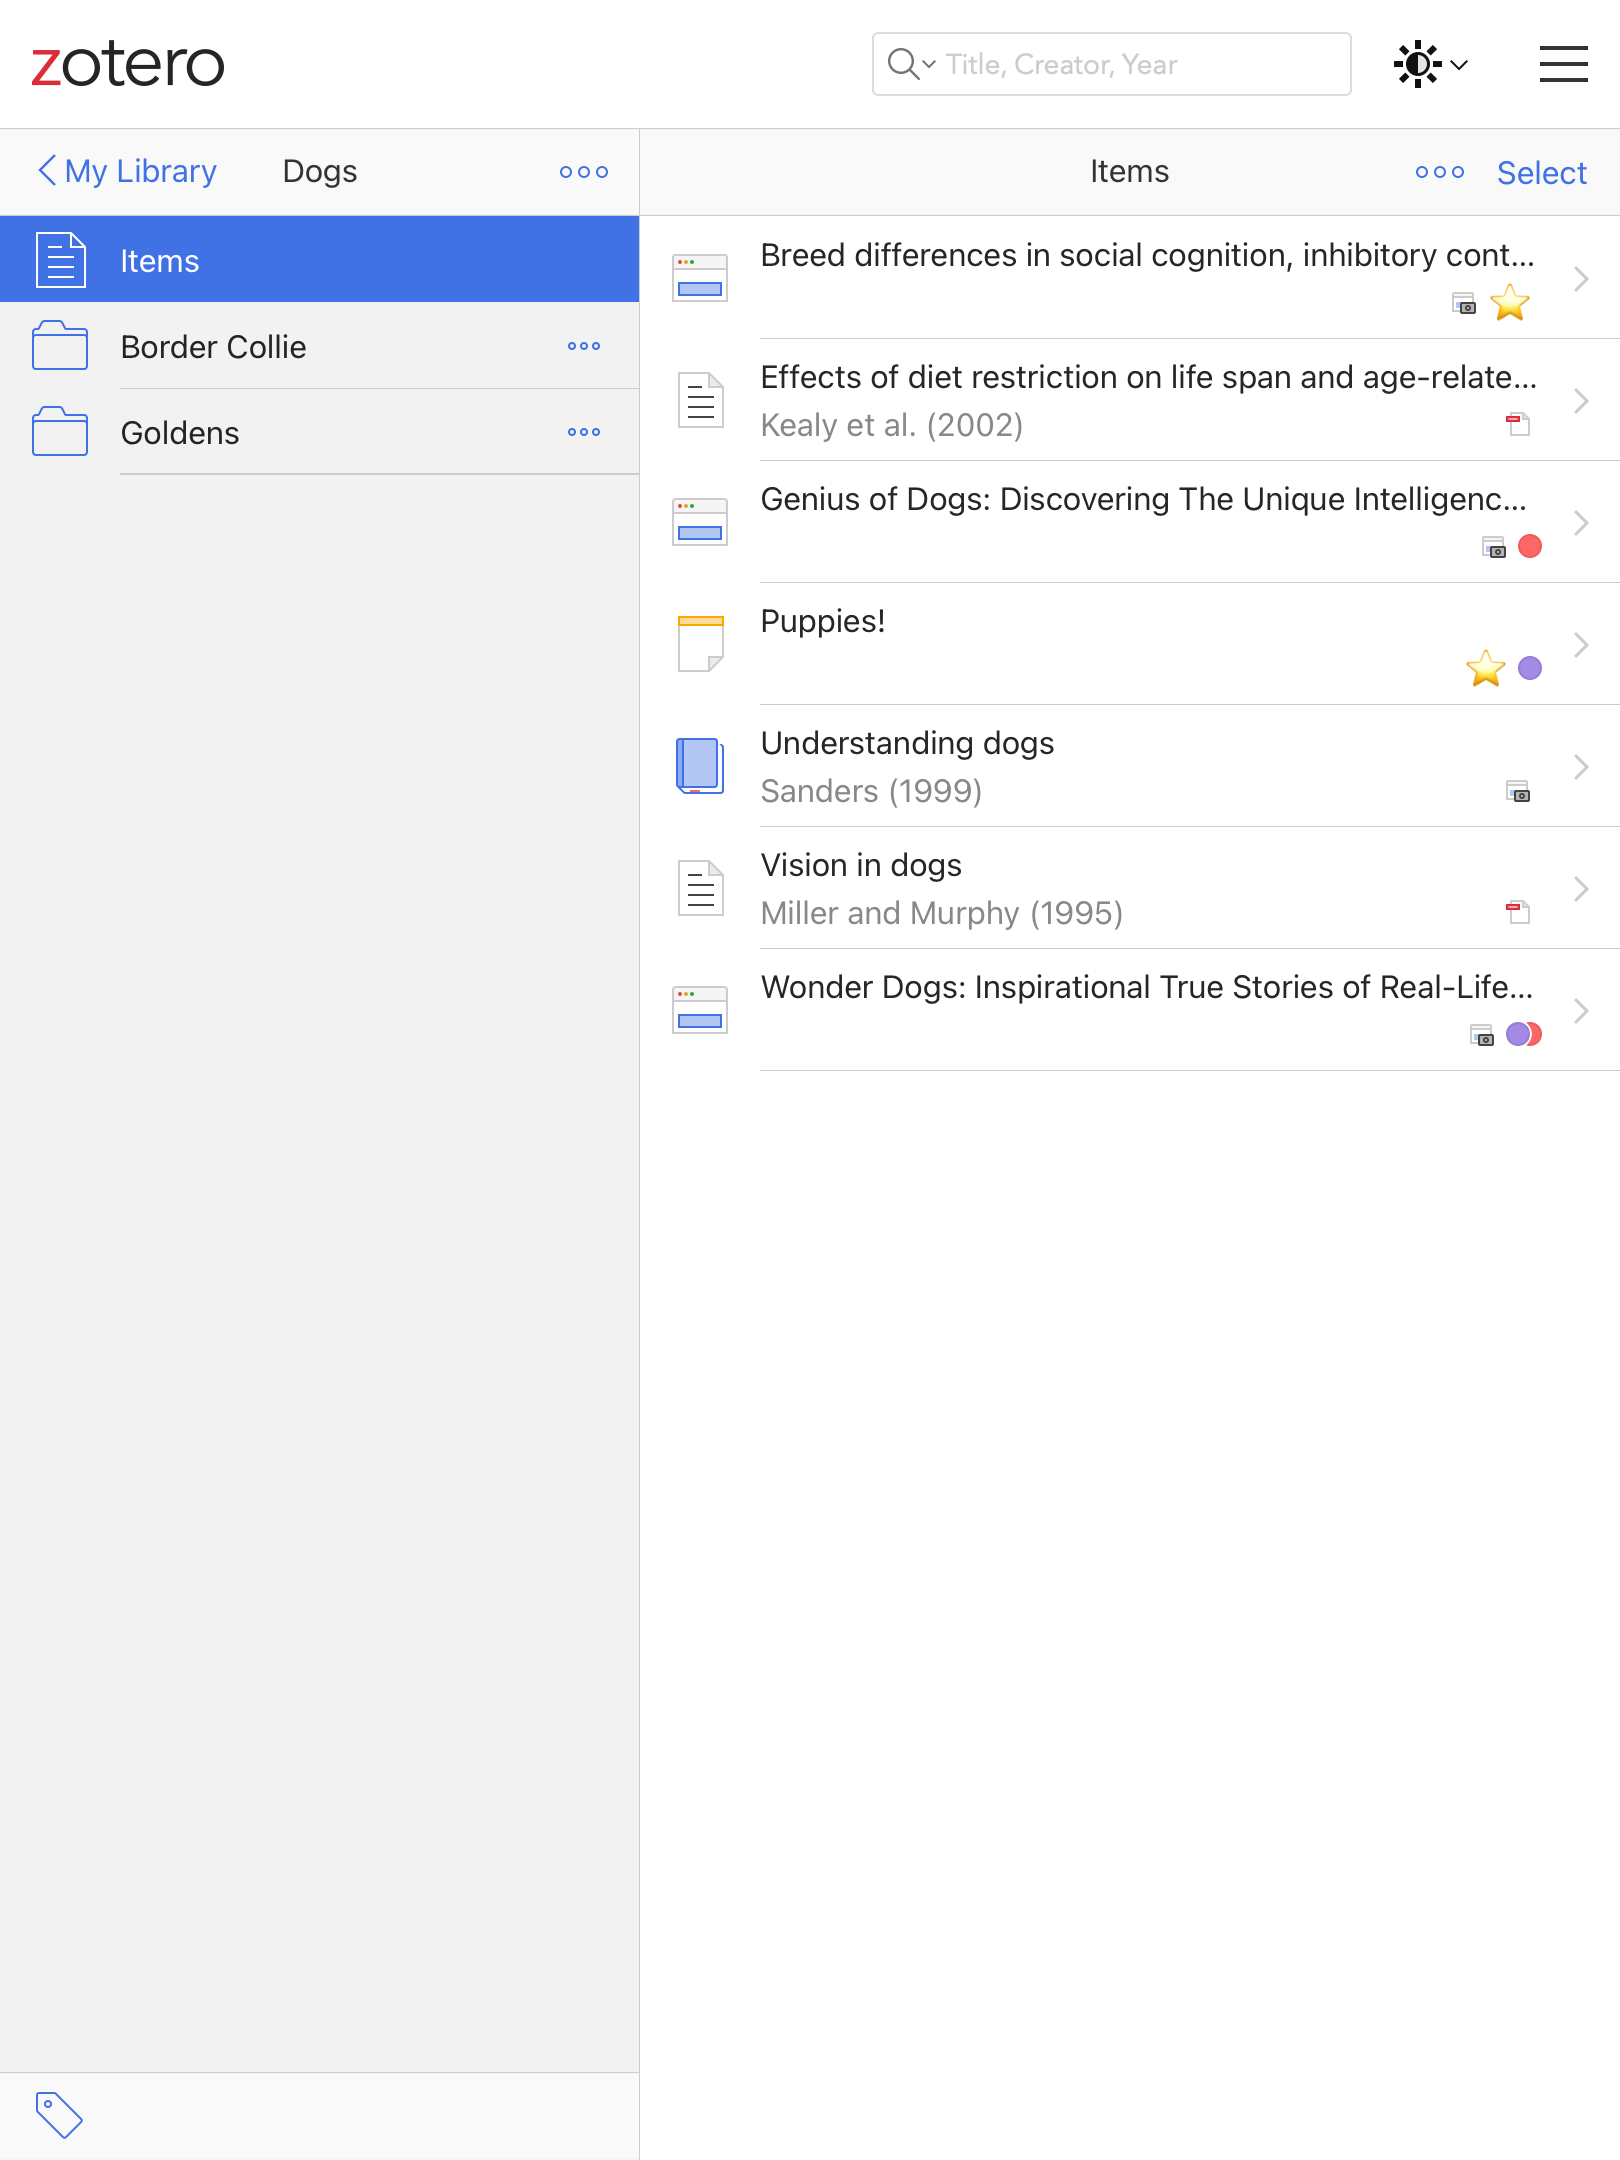 zotero
Title, Creator, Year
My Library
Dogs
Items
Border Collie
Goldens
Items
Select
Breed differences in social cognition, inhibitory cont...
Effects of diet restriction on life span and age-relate...
Kealy et al. (2002)
Genius of Dogs: Discovering The Unique Intelligenc...
Puppies!
Understanding dogs
Sanders (1999)
Vision in dogs
Miller and Murphy (1995)
Wonder Dogs: Inspirational True Stories of Real-Life...